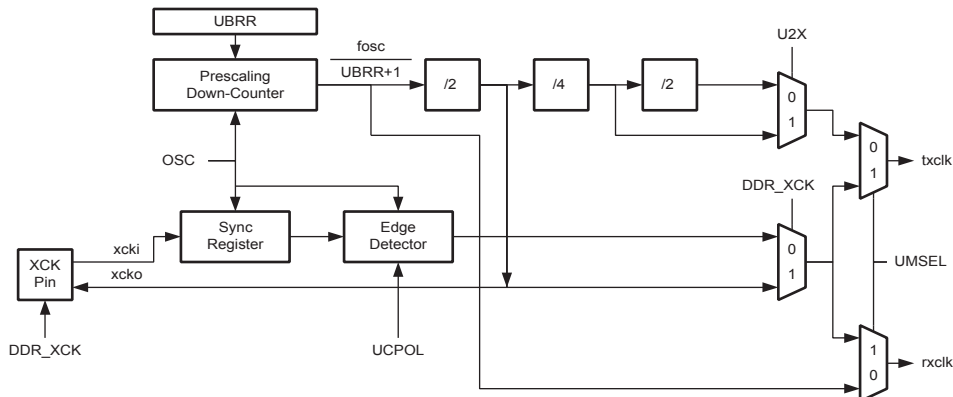 UBRR
fosc
U2X
Prescaling
Down-Counter
UBRR+1
/2
/4
/2
0
1
0
1
txclk
OSC
DDR_XCK
Sync
Register
Edge
Detector
0
1
UMSEL
xcki
XCK
Pin
xcko
DDR_XCK
UCPOL
1
0
rxclk